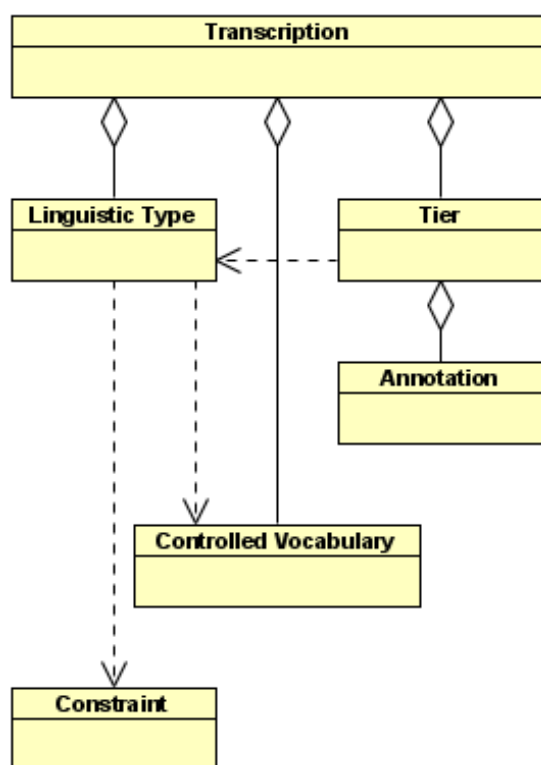 Transcription
Linguistic Type
Tier
Annotation
Controlled Vocabulary
Constraint